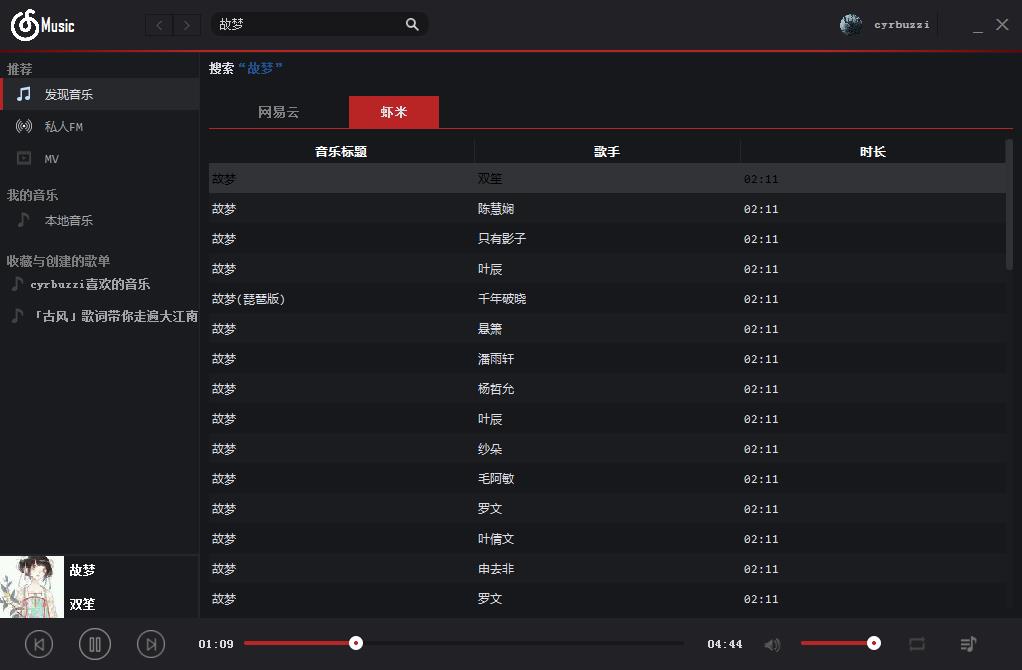 Music
故梦
cyrbuzzi
推荐
发现音乐
私人FM
MV
我的音乐
本地音乐
收藏与创建的歌单
cyrbuzzi喜欢的音乐
「古风」歌词带你走遍大江南
搜索“故梦”
网易云 虾米
音乐标题 歌手 时长
故梦 双笙 02:11
故梦 陈慧娴 02:11
故梦 只有影子 02:11
故梦 叶辰 02:11
故梦(琵琶版) 千年破晓 02:11
故梦 悬箫 02:11
故梦 潘雨轩 02:11
故梦 杨哲允 02:11
故梦 叶辰 02:11
故梦 纱朵 02:11
故梦 毛阿敏 02:11
故梦 罗文 02:11
故梦 叶倩文 02:11
故梦 申去非 02:11
故梦 罗文 02:11
故梦
双笙
01:09 04:44